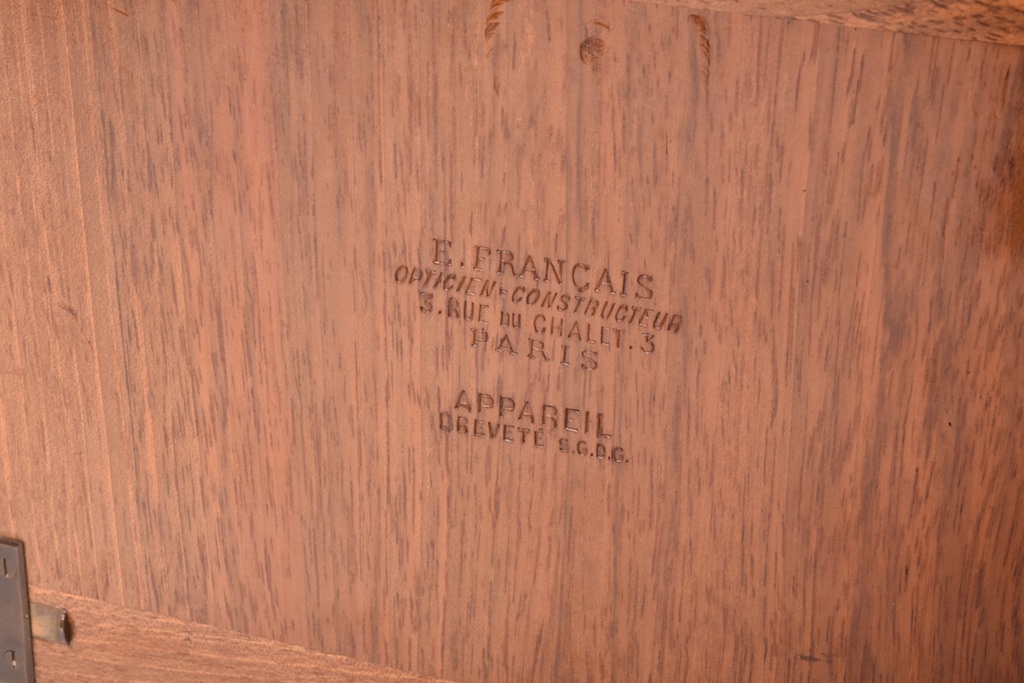 E. FRANÇAIS
OPTICIEN-CONSTRUCTEUR
3. RUE DU CHALET. 3
PARIS
APPAREIL
BREVETÉ S.G.D.G.